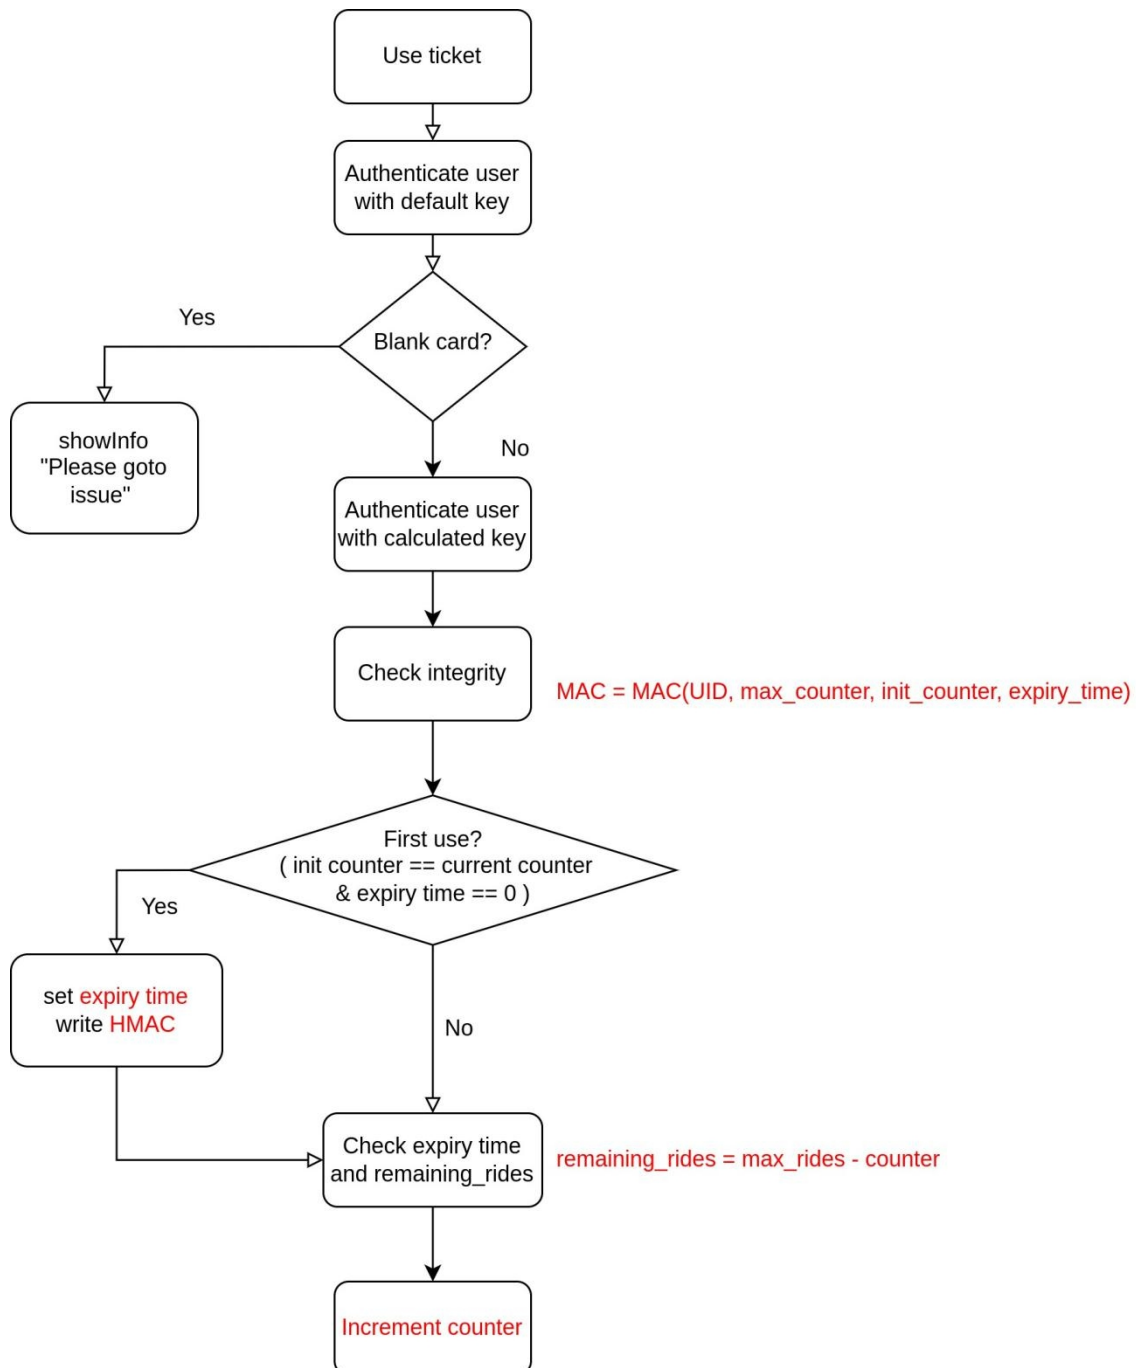 Use ticket
Authenticate user
with default key
Yes
Blank card?
showInfo
"Please goto
issue"
No
Authenticate user
with calculated key
Check integrity
MAC = MAC(UID, max_counter, init_counter, expiry_time)
First use?
( init counter == current counter
& expiry time == 0 )
Yes
set expiry time
write HMAC
No
Check expiry time
and remaining_rides
remaining_rides = max_rides - counter
Increment counter